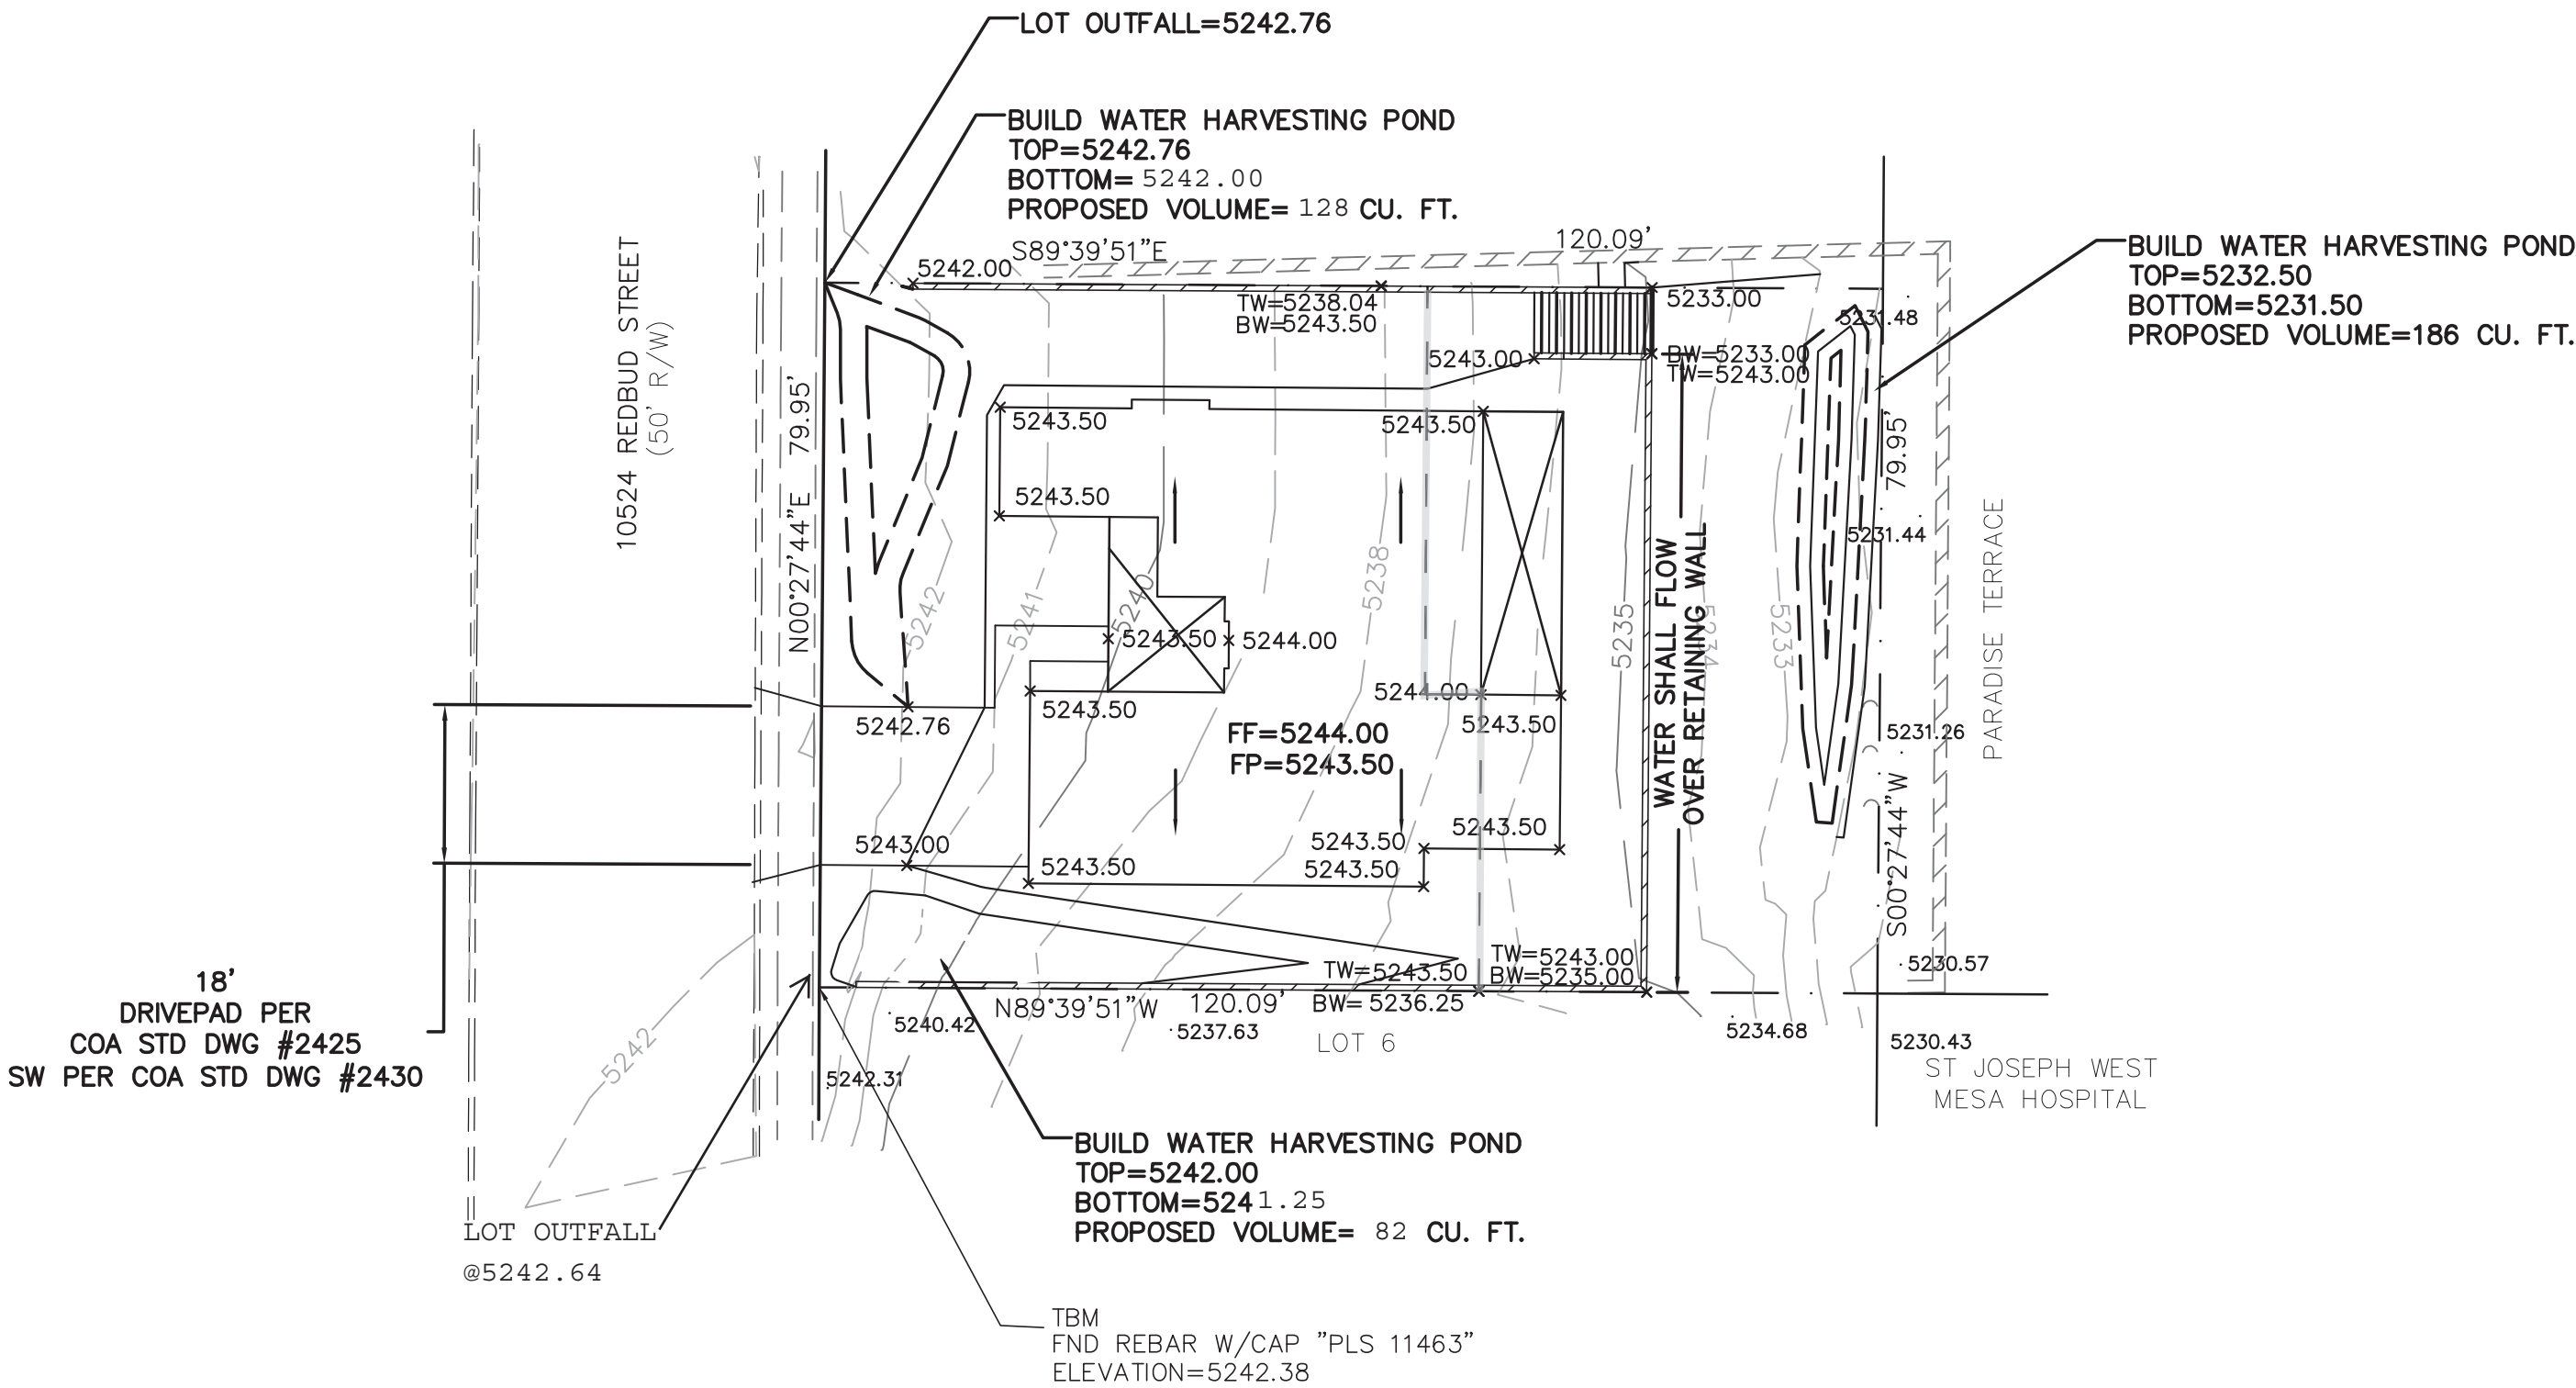 LOT OUTFALL=5242.76
BUILD WATER HARVESTING POND
TOP=5242.76
BOTTOM= 5242.00
PROPOSED VOLUME= 128 CU. FT.
S89°39'51"E
120.09'
BUILD WATER HARVESTING POND
TOP=5232.50
BOTTOM=5231.50
PROPOSED VOLUME=186 CU. FT.
10524 REDBUD STREET
(50' R/W)
N00°27'44"E 79.95'
5242.00
TW=5238.04
BW=5243.50
5233.00
5231.48
5243.00
BW=5233.00
TW=5243.00
5243.50
5243.50
79.95'
5243.50
5231.44
PARADISE TERRACE
5242
5241
5240
5238
5235
5234
5233
WATER SHALL FLOW
OVER RETAINING WALL
5243.50
5244.00
5243.50
5244.00
5243.50
5242.76
FF=5244.00
FP=5243.50
5231.26
S00°27'44"W
5243.00
5243.50
5243.50
5243.50
5243.50
TW=5243.50
BW= 5236.25
TW=5243.00
BW=5235.00
5230.57
18'
DRIVEPAD PER
COA STD DWG #2425
SW PER COA STD DWG #2430
5242
5240.42
N89°39'51"W
120.09'
5237.63
LOT 6
5234.68
5230.43
ST JOSEPH WEST
MESA HOSPITAL
5242.31
BUILD WATER HARVESTING POND
TOP=5242.00
BOTTOM=5241.25
PROPOSED VOLUME= 82 CU. FT.
LOT OUTFALL
@5242.64
TBM
FND REBAR W/CAP "PLS 11463"
ELEVATION=5242.38